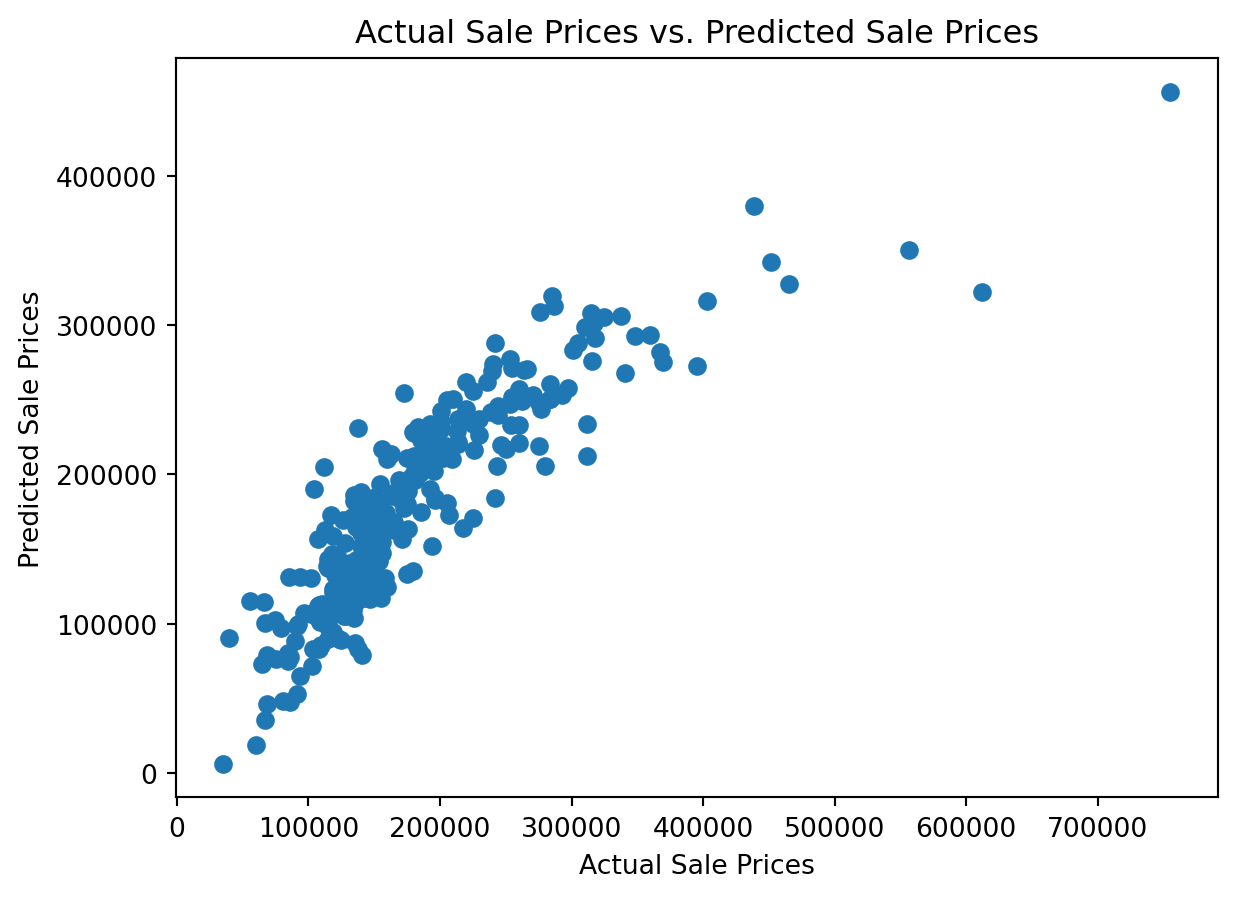 Actual Sale Prices vs. Predicted Sale Prices
Predicted Sale Prices
400000
300000
200000
100000
0
0 100000 200000 300000 400000 500000 600000 700000
Actual Sale Prices